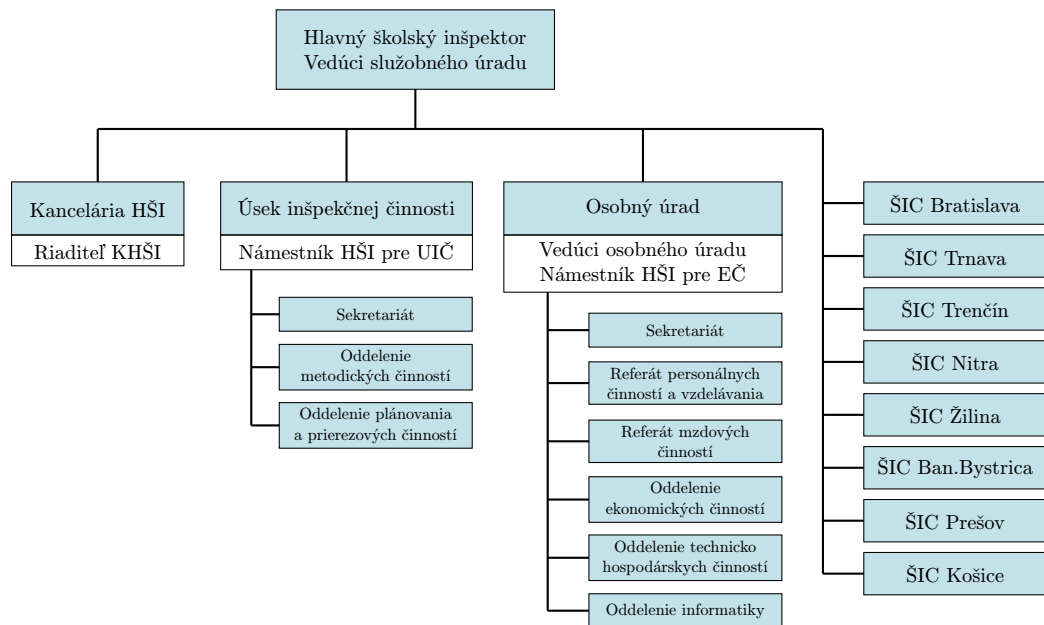 Hlavný školský inšpektor
Vedúci služobného úradu
Kancelária HŠI
Riaditeľ KHŠI
Úsek inšpekčnej činnosti
Námestník HŠI pre UIČ
Sekretariát
Oddelenie
metodických činností
Oddelenie plánovania
a prierezových činností
Osobný úrad
Vedúci osobného úradu
Námestník HŠI pre EČ
Sekretariát
Referát personálnych
činností a vzdelávania
Referát mzdových
činností
Oddelenie
ekonomických činností
Oddelenie technicko
hospodárskych činností
Oddelenie informatiky
ŠIC Bratislava
ŠIC Trnava
ŠIC Trenčín
ŠIC Nitra
ŠIC Žilina
ŠIC Ban.Bystrica
ŠIC Prešov
ŠIC Košice